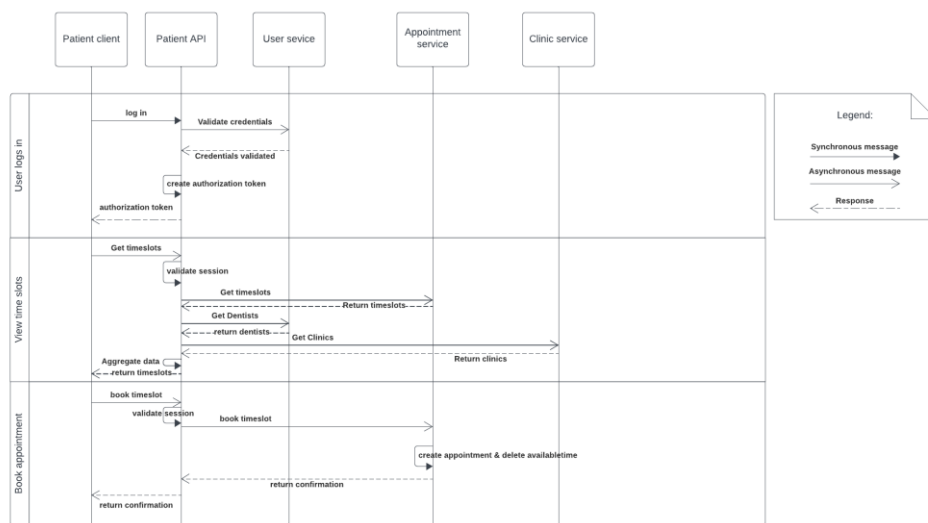 Patient client
Patient API
User sevice
Appointment
service
Clinic service
User logs in
log in
Validate credentials
Credentials validated
create authorization token
authorization token
Legend:
Synchronous message
Asynchronous message
Response
View time slots
Get timeslots
validate session
Get timeslots
Return timeslots
Get Dentists
return dentists
Get Clinics
Return clinics
Aggregate data
return timeslots
Book appointment
book timeslot
validate session
book timeslot
create appointment & delete availabletime
return confirmation
return confirmation